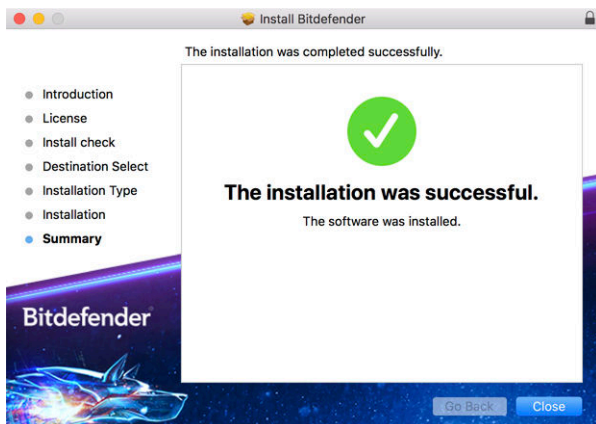 Install Bitdefender
The installation was completed successfully.
Introduction
License
Install check
Destination Select
Installation Type
Installation
Summary
The installation was successful.
The software was installed.
Bitdefender
Go Back
Close